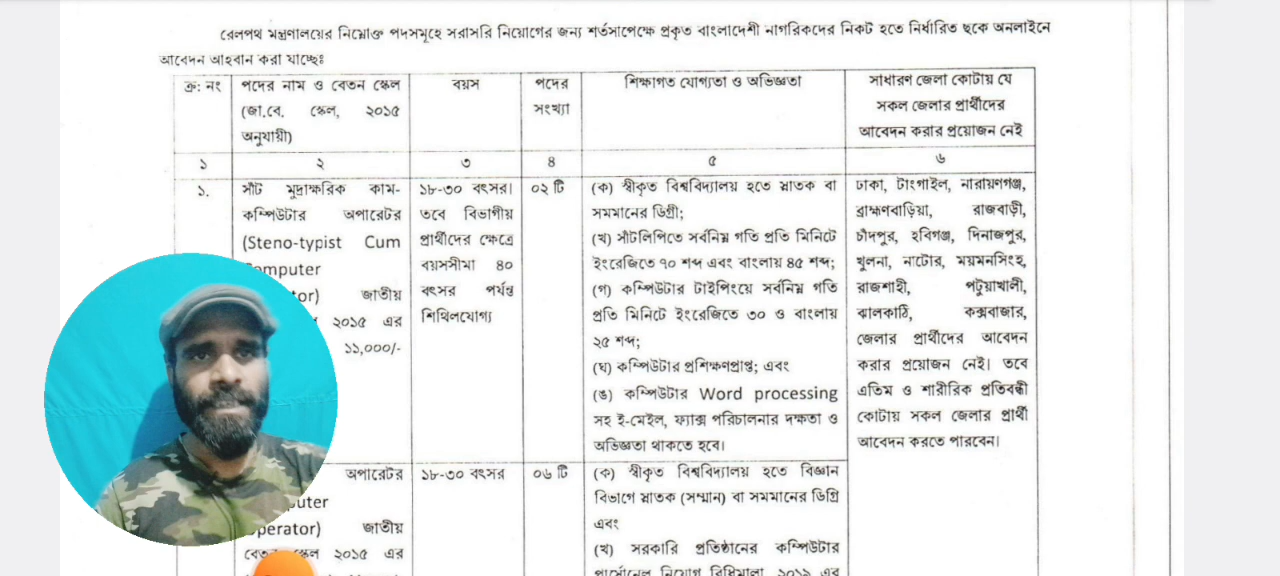 রেলপথ মন্ত্রণালয়ের নিম্নোক্ত পদসমূহে সরাসরি নিয়োগের জন্য শর্তসাপেক্ষে প্রকৃত বাংলাদেশী নাগরিকদের নিকট হতে নির্ধারিত ছকে অনলাইনে
আবেদন আহবান করা যাচ্ছেঃ
ক্র: নং
পদের নাম ও বেতন স্কেল
(জা.বে. স্কেল, ২০১৫
অনুযায়ী)
বয়স
পদের
সংখ্যা
শিক্ষাগত যোগ্যতা ও অভিজ্ঞতা
সাধারণ জেলা কোটায় যে
সকল জেলার প্রার্থীদের
আবেদন করার প্রয়োজন নেই
১
২
৩
৪
৫
৬
১.
সাঁট মুদ্রাক্ষরিক কাম-
কম্পিউটার অপারেটর
(Steno-typist Cum
Computer
tor) জাতীয়
২০১৫ এর
১১,০০০/-
১৮-৩০ বৎসর।
তবে বিভাগীয়
প্রার্থীদের ক্ষেত্রে
বয়সসীমা ৪০
বৎসর পর্যন্ত
শিথিলযোগ্য
০২ টি
(ক) স্বীকৃত বিশ্ববিদ্যালয় হতে স্নাতক বা
সমমানের ডিগ্রী;
(খ) সাঁটলিপিতে সর্বনিম্ন গতি প্রতি মিনিটে
ইংরেজিতে ৭০ শব্দ এবং বাংলায় ৪৫ শব্দ;
(গ) কম্পিউটার টাইপিংয়ে সর্বনিম্ন গতি
প্রতি মিনিটে ইংরেজিতে ৩০ ও বাংলায়
২৫ শব্দ;
(ঘ) কম্পিউটার প্রশিক্ষণপ্রাপ্ত; এবং
(ঙ) কম্পিউটার Word processing
সহ ই-মেইল, ফ্যাক্স পরিচালনার দক্ষতা ও
অভিজ্ঞতা থাকতে হবে।
ঢাকা, টাংগাইল, নারায়ণগঞ্জ,
ব্রাহ্মণবাড়িয়া, রাজবাড়ী,
চাঁদপুর, হবিগঞ্জ, দিনাজপুর,
খুলনা, নাটোর, ময়মনসিংহ,
রাজশাহী, পটুয়াখালী,
ঝালকাঠি, কক্সবাজার,
জেলার প্রার্থীদের আবেদন
করার প্রয়োজন নেই। তবে
এতিম ও শারীরিক প্রতিবন্ধী
কোটায় সকল জেলার প্রার্থী
আবেদন করতে পারবেন।
অপারেটর
puter
Operator) জাতীয়
বেতন স্কেল ২০১৫ এর
১৮-৩০ বৎসর
০৬ টি
(ক) স্বীকৃত বিশ্ববিদ্যালয় হতে বিজ্ঞান
বিভাগে স্নাতক (সম্মান) বা সমমানের ডিগ্রি
এবং
(খ) সরকারি প্রতিষ্ঠানের কম্পিউটার
পার্সোনেল নিয়োগ বিধিমালা, ২০১৯ এর